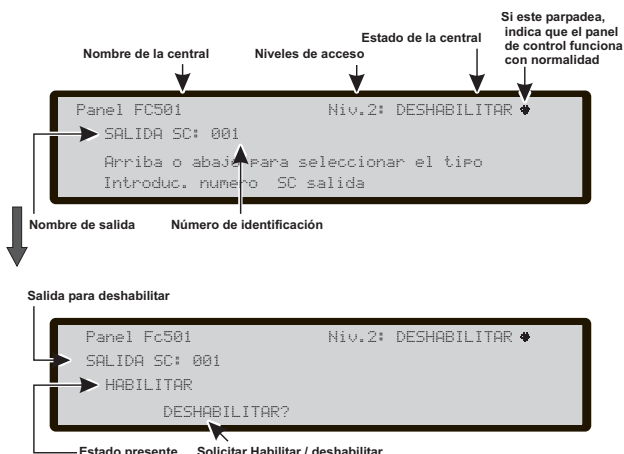 Si este parpadea,
indica que el panel
de control funciona
con normalidad
Estado de la central
Nombre de la central
Niveles de acceso
Panel FC501 Niv.2: DESHABILITAR
SALIDA SC: 001
Arriba o abajo para seleccionar el tipo
Introduc. numero SC salida
Nombre de salida
Número de identificación
Salida para deshabilitar
Panel Fc501 Niv.2: DESHABILITAR
SALIDA SC: 001
HABILITAR
DESHABILITAR?
Estado presente
Solicitar Habilitar / deshabilitar